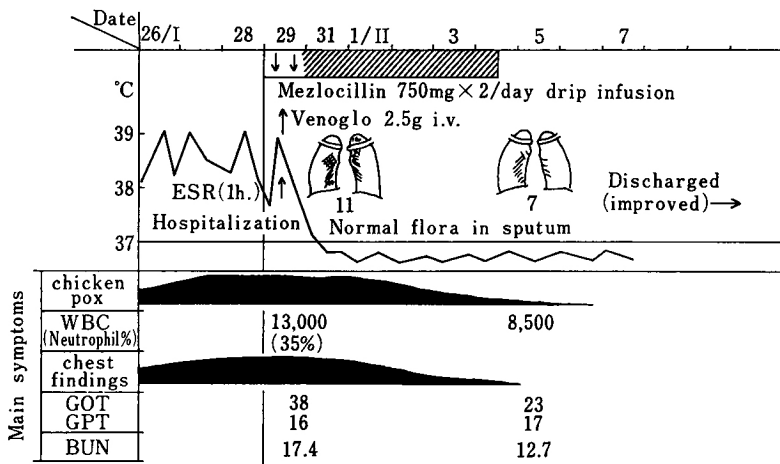 Date
26/I 28 29 31 1/II 3 5 7
°C
Mezlocillin 750mg×2/day drip infusion
Venoglo 2.5g i.v.
39
38
37
ESR(1h.) 11 7
Discharged
(improved)
Hospitalization
Normal flora in sputum
Main symptoms
chicken
pox
WBC 13,000 8,500
(Neutrophil%) (35%)
chest
findings
GOT 38 23
GPT 16 17
BUN 17.4 12.7